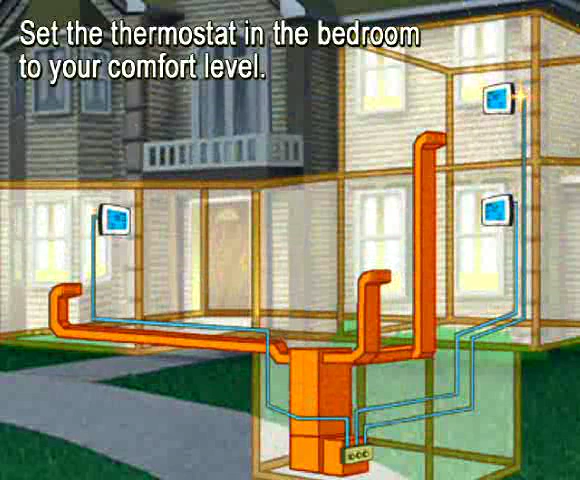 Set the thermostat in the bedroom
to your comfort level.